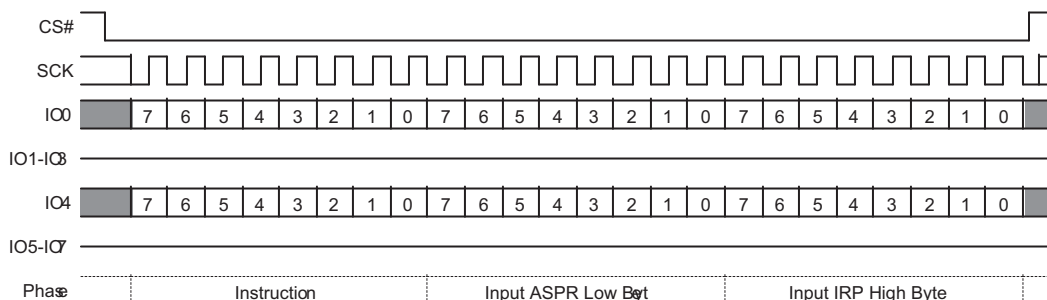 CS#
SCK
IO0 7 6 5 4 3 2 1 0 7 6 5 4 3 2 1 0 7 6 5 4 3 2 1 0
IO1-IO3
IO4 7 6 5 4 3 2 1 0 7 6 5 4 3 2 1 0 7 6 5 4 3 2 1 0
IO5-IO7
Phase Instruction Input ASPR Low Byte Input IRP High Byte